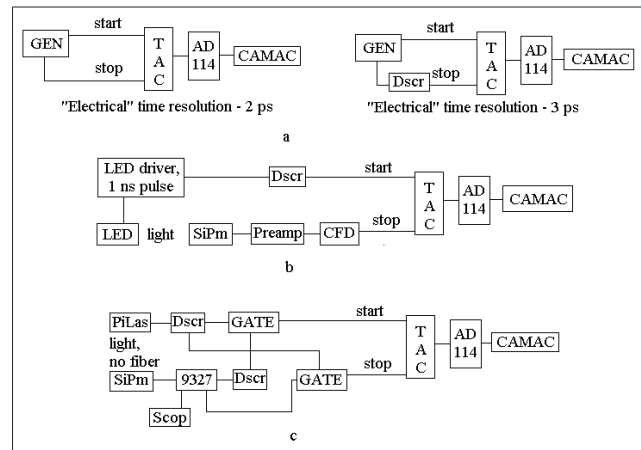 start
GEN
stop
T
A
C
AD
114
CAMAC
"Electrical" time resolution - 2 ps
start
GEN
Dscr
stop
T
A
C
AD
114
CAMAC
"Electrical" time resolution - 3 ps
a
LED driver,
1 ns pulse
Dscr
start
LED
light
SiPm
Preamp
CFD
stop
T
A
C
AD
114
CAMAC
b
PiLas
Dscr
GATE
start
light,
no fiber
SiPm
9327
Dscr
GATE
stop
Scop
T
A
C
AD
114
CAMAC
c